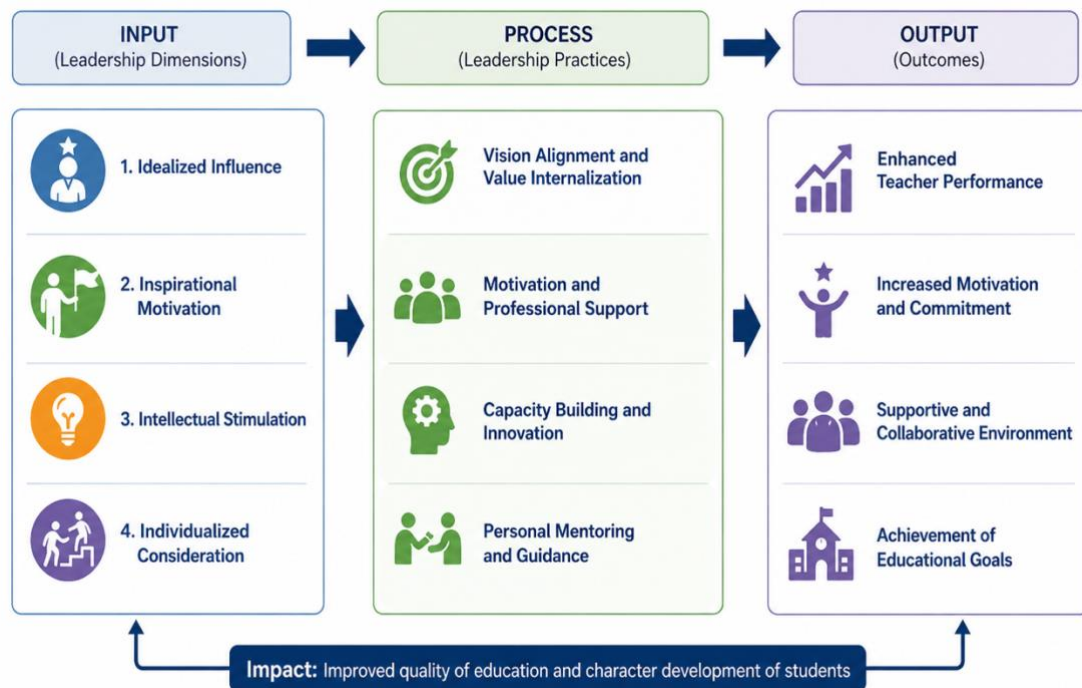 INPUT
(Leadership Dimensions)
PROCESS
(Leadership Practices)
OUTPUT
(Outcomes)
1. Idealized Influence
2. Inspirational
Motivation
3. Intellectual Stimulation
4. Individualized
Consideration
Vision Alignment and
Value Internalization
Motivation and
Professional Support
Capacity Building and
Innovation
Personal Mentoring
and Guidance
Enhanced
Teacher Performance
Increased Motivation
and Commitment
Supportive and
Collaborative Environment
Achievement of
Educational Goals
Impact: Improved quality of education and character development of students